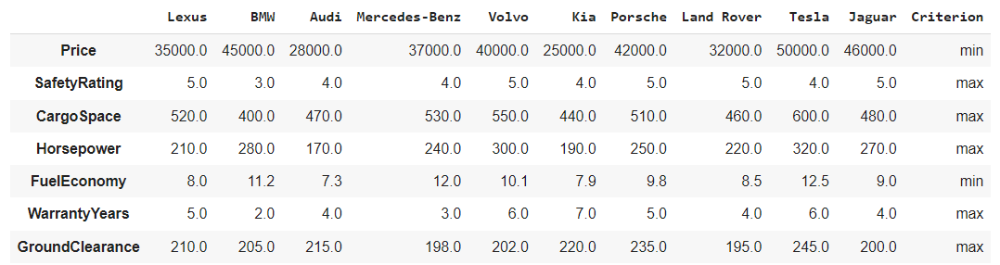 Lexus BMW Audi Mercedes-Benz Volvo Kia Porsche Land Rover Tesla Jaguar Criterion
Price 35000.0 45000.0 28000.0 37000.0 40000.0 25000.0 42000.0 32000.0 50000.0 46000.0 min
SafetyRating 5.0 3.0 4.0 4.0 5.0 4.0 5.0 5.0 4.0 5.0 max
CargoSpace 520.0 400.0 470.0 530.0 550.0 440.0 510.0 460.0 600.0 480.0 max
Horsepower 210.0 280.0 170.0 240.0 300.0 190.0 250.0 220.0 320.0 270.0 max
FuelEconomy 8.0 11.2 7.3 12.0 10.1 7.9 9.8 8.5 12.5 9.0 min
WarrantyYears 5.0 2.0 4.0 3.0 6.0 7.0 5.0 4.0 6.0 4.0 max
GroundClearance 210.0 205.0 215.0 198.0 202.0 220.0 235.0 195.0 245.0 200.0 max